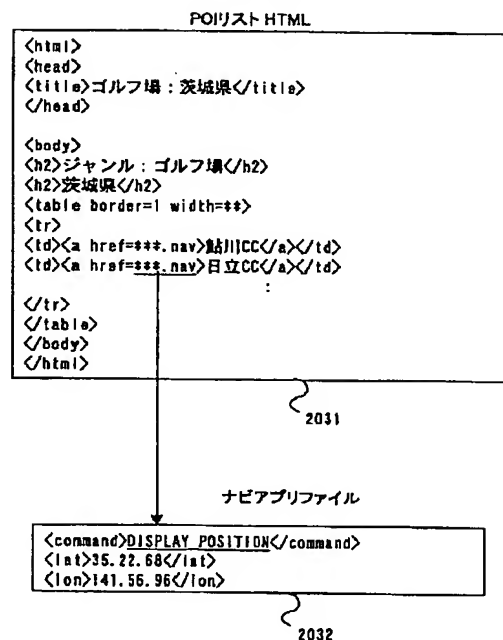 POIリスト HTML
<html>
<head>
<title>ゴルフ場：茨城県</title>
</head>
<body>
<h2>ジャンル：ゴルフ場</h2>
<h2>茨城県</h2>
<table border=1 width=**>
<tr>
<td><a href=***.nav>鮎川CC</a></td>
<td><a href=***.nav>日立CC</a></td>
:
</tr>
</table>
</body>
</html>
2031
ナビアプリファイル
<command>DISPLAY POSITION</command>
<lat>35.22.68</lat>
<lon>141.56.96</lon>
2032